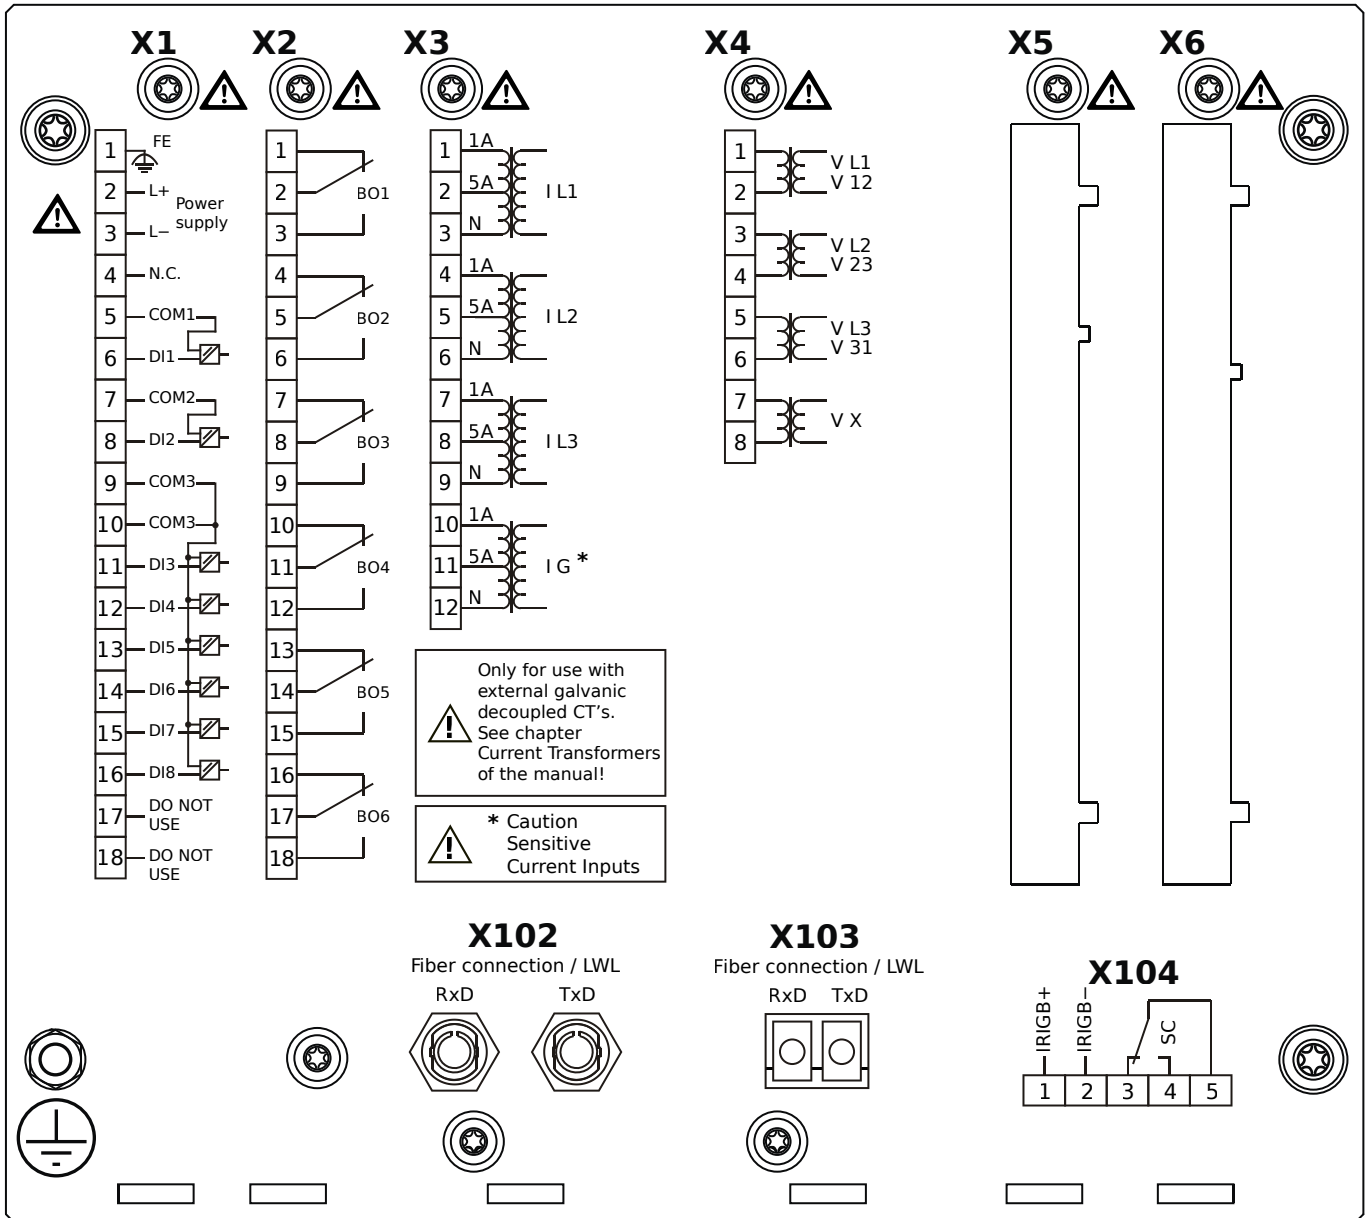 X1 X2 X3 X4 X5 X6
1 FE
2 L+
Power
supply
3 L−
4 N.C.
5 COM1
6 DI1
7 COM2
8 DI2
9 COM3
10 COM3
11 DI3
12 DI4
13 DI5
14 DI6
15 DI7
16 DI8
17 DO NOT
USE
18 DO NOT
USE
1
2 BO1
3
4
5 BO2
6
7
8 BO3
9
10
11 BO4
12
13
14 BO5
15
16
17 BO6
18
1 1A
2 5A I L1
3 N
4 1A
5 5A I L2
6 N
7 1A
8 5A I L3
9 N
10 1A
11 5A I G *
12 N
Only for use with
external galvanic
decoupled CT's.
See chapter
Current Transformers
of the manual!
* Caution
Sensitive
Current Inputs
1 V L1
2 V 12
3 V L2
4 V 23
5 V L3
6 V 31
7 V X
8
X102
Fiber connection / LWL
RxD TxD
X103
Fiber connection / LWL
RxD TxD
X104
IRIGB+
IRIGB−
SC
1 2 3 4 5